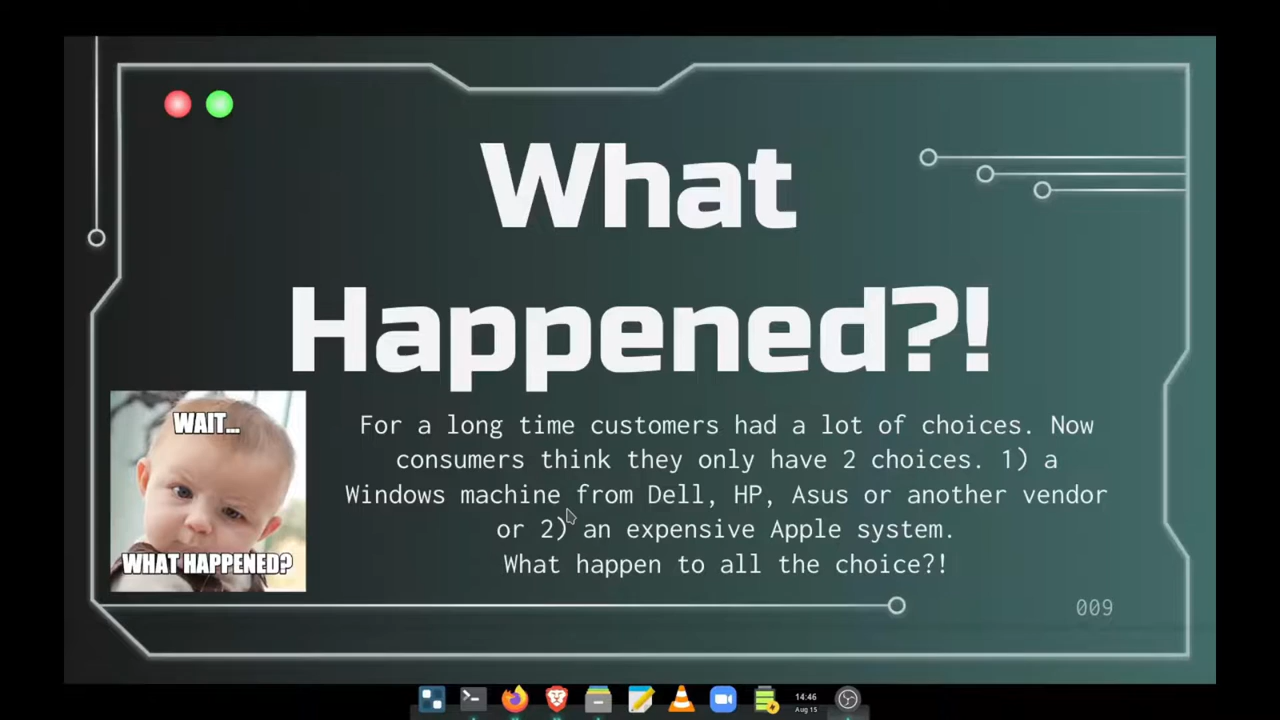 What
Happened?!
WAIT...
WHAT HAPPENED?
For a long time customers had a lot of choices. Now
consumers think they only have 2 choices. 1) a
Windows machine from Dell, HP, Asus or another vendor
or 2) an expensive Apple system.
What happen to all the choice?!
009
14:46
Aug 15